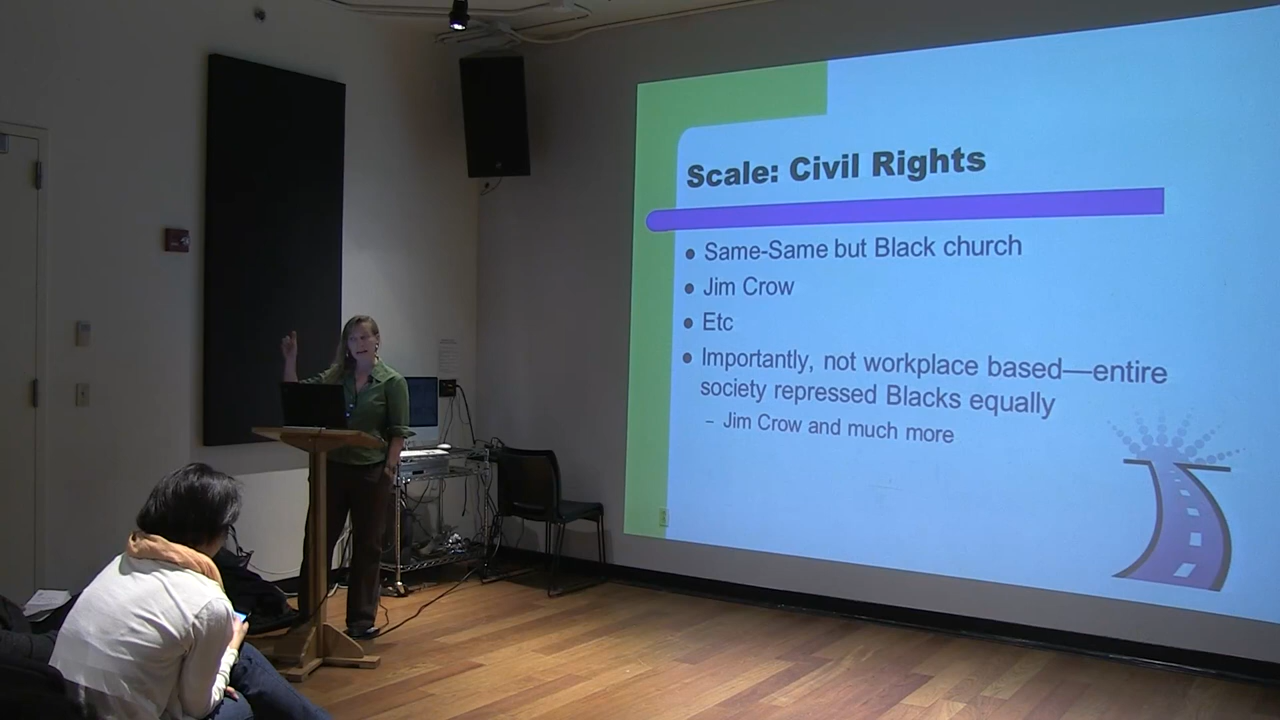 Scale: Civil Rights
Same-Same but Black church
Jim Crow
Etc
Importantly, not workplace based—entire
society repressed Blacks equally
– Jim Crow and much more